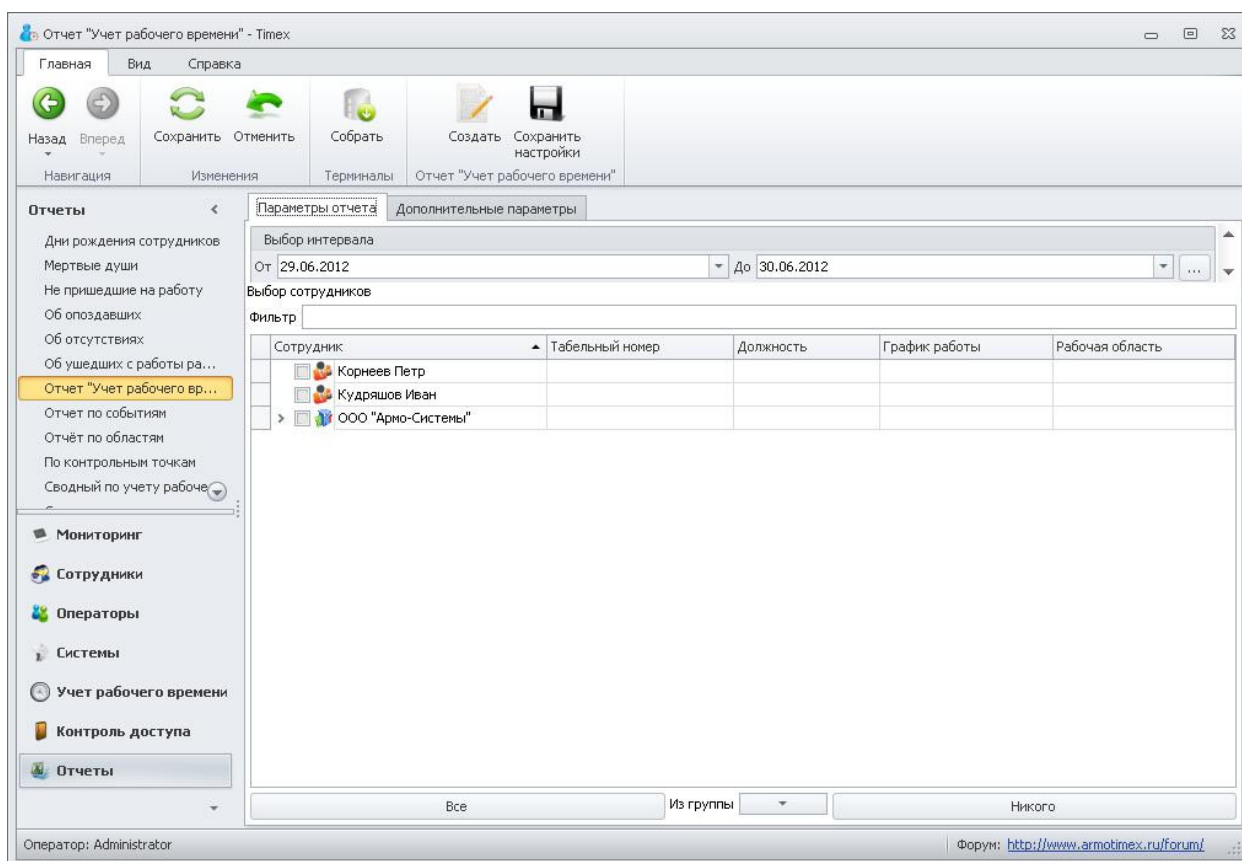 Отчет "Учет рабочего времени" - Timex
Главная Вид Справка
Назад Вперед Сохранить Отменить Собрать Создать Сохранить настройки
Навигация Изменения Терминалы Отчет "Учет рабочего времени"
Отчеты
Дни рождения сотрудников
Мертвые души
Не пришедшие на работу
Об опоздавших
Об отсутствиях
Об ушедших с работы ра...
Отчет "Учет рабочего вр...
Отчет по событиям
Отчёт по областям
По контрольным точкам
Сводный по учету рабоче
Мониторинг
Сотрудники
Операторы
Системы
Учет рабочего времени
Контроль доступа
Отчеты
Параметры отчета Дополнительные параметры
Выбор интервала
От 29.06.2012 До 30.06.2012 ...
Выбор сотрудников
Фильтр
Сотрудник Табельный номер Должность График работы Рабочая область
Корнеев Петр
Кудряшов Иван
ООО "Армо-Системы"
Все Из группы Никого
Оператор: Administrator Форум: http://www.armotimex.ru/forum/